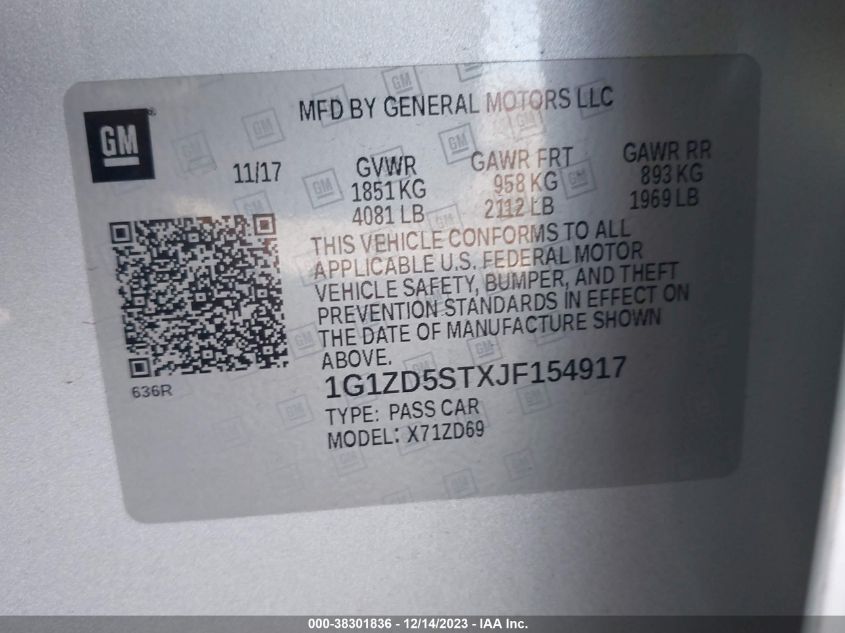 MFD BY GENERAL MOTORS LLC
GM
11/17
GVWR
1851 KG
4081 LB
GAWR FRT
958 KG
2112 LB
GAWR RR
893 KG
1969 LB
THIS VEHICLE CONFORMS TO ALL
APPLICABLE U.S. FEDERAL MOTOR
VEHICLE SAFETY, BUMPER, AND THEFT
PREVENTION STANDARDS IN EFFECT ON
THE DATE OF MANUFACTURE SHOWN
ABOVE.
636R
1G1ZD5STXJF154917
TYPE: PASS CAR
MODEL: X71ZD69
000-38301836 - 12/14/2023 - IAA Inc.